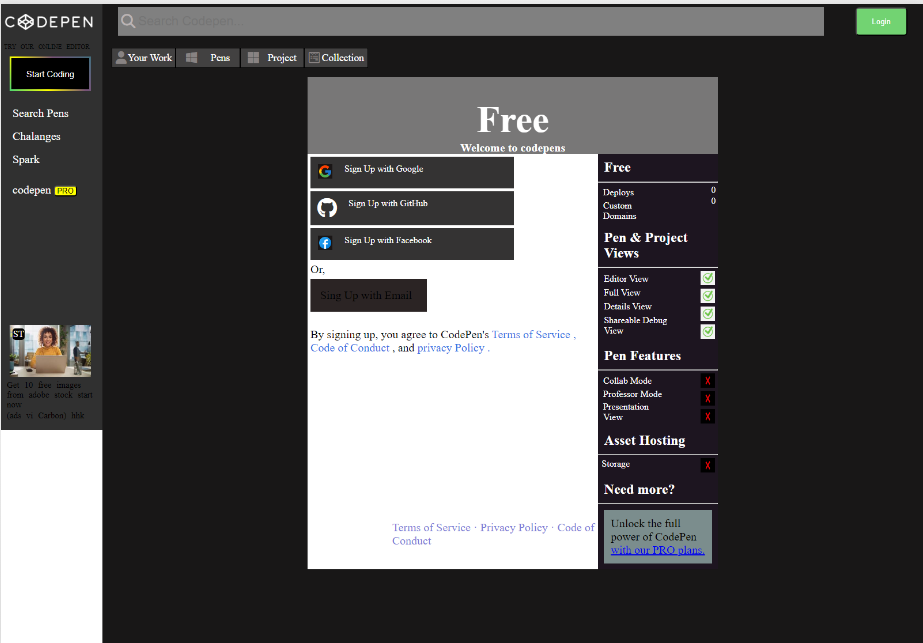 CODEPEN
Search Codepen...
Login
TRY OUR ONLINE EDITOR
Start Coding
Search Pens
Chalanges
Spark
codepen PRO
ST
Get 10 free images
from adobe stock start
now
(ads via Carbon) hhk
Your Work
Pens
Project
Collection
Free
Welcome to codepens
Sign Up with Google
Sign Up with GitHub
Sign Up with Facebook
Or,
Sing Up with Email
By signing up, you agree to CodePen's Terms of Service ,
Code of Conduct , and privacy Policy .
Terms of Service · Privacy Policy · Code of
Conduct
Free
Deploys 0
Custom 0
Domains
Pen & Project
Views
Editor View
Full View
Details View
Shareable Debug
View
Pen Features
Collab Mode X
Professor Mode X
Presentation
View X
Asset Hosting
Storage X
Need more?
Unlock the full
power of CodePen
with our PRO plans.